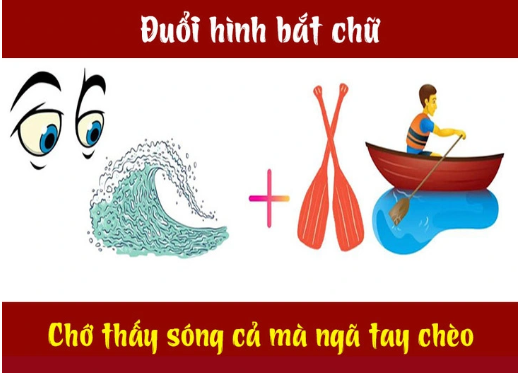 Đuổi hình bắt chữ
Chớ thấy sóng cả mà ngã tay chèo